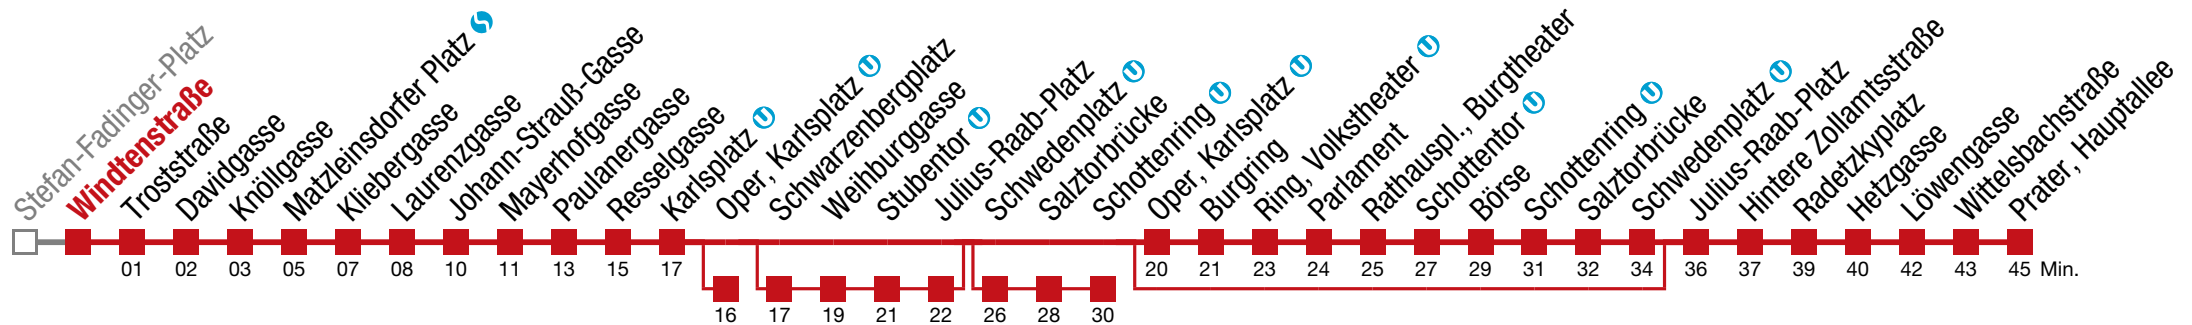 Stefan-Fadinger-Platz
Windtenstraße
Troststraße
Davidgasse
Knöllgasse
Matzleinsdorfer Platz
Kliebergasse
Laurenzgasse
Johann-Strauß-Gasse
Mayerhofgasse
Paulanergasse
Resselgasse
Karlsplatz
Oper, Karlsplatz
Schwarzenbergplatz
Weihburggasse
Stubentor
Julius-Raab-Platz
Schwedenplatz
Salztorbrücke
Schottenring
Oper, Karlsplatz
Burgring
Ring, Volkstheater
Parlament
Rathauspl., Burgtheater
Schottentor
Börse
Schottenring
Salztorbrücke
Schwedenplatz
Julius-Raab-Platz
Hintere Zollamtsstraße
Radetzkyplatz
Hetzgasse
Löwengasse
Wittelsbachstraße
Prater, Hauptallee
01 02 03 05 07 08 10 11 13 15 17 20 21 23 24 25 27 29 31 32 34 36 37 39 40 42 43 45 Min.
16 17 19 21 22 26 28 30